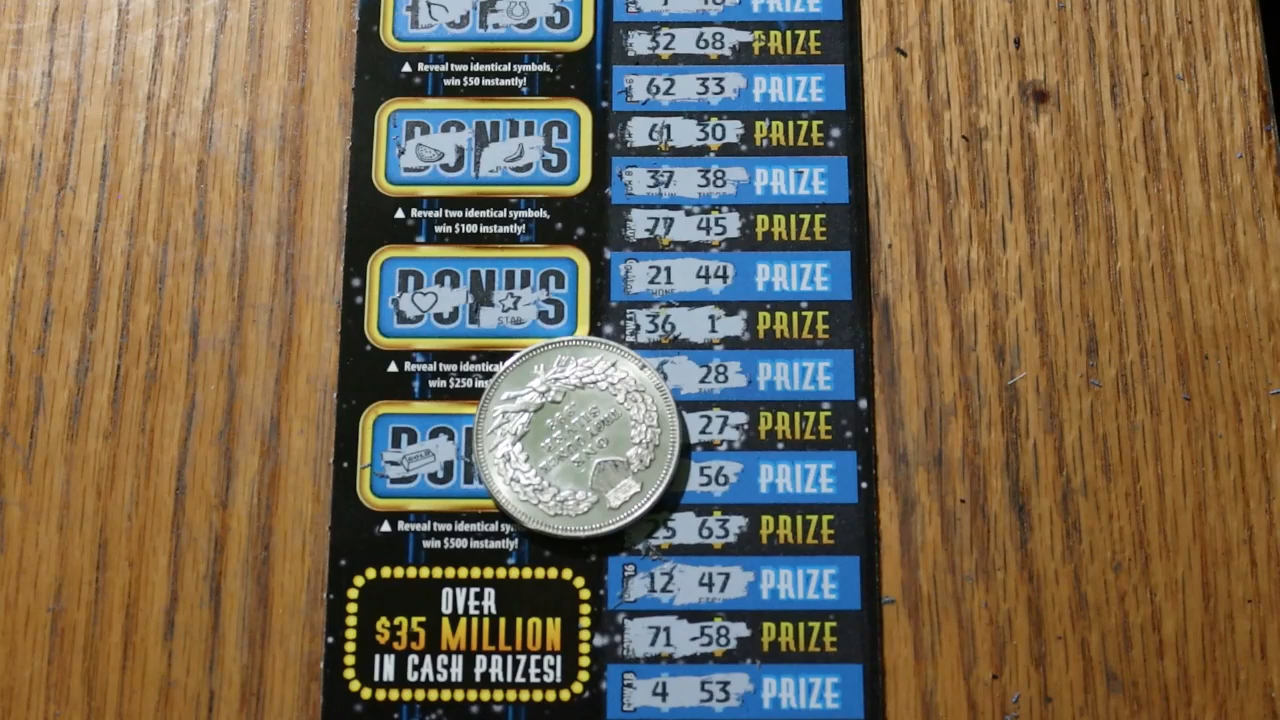 BONUS
▲ Reveal two identical symbols,
win $50 instantly!
BONUS
▲ Reveal two identical symbols,
win $100 instantly!
BONUS
STAR
▲ Reveal two identical
win $250
GOLD
▲ Reveal two identical
win $500 instantly!
OVER
$35 MILLION
IN CASH PRIZES!
PRIZE
52 68 PRIZE
62 33 PRIZE
61 30 PRIZE
37 38 PRIZE
77 45 PRIZE
21 44 PRIZE
36 1 PRIZE
28 PRIZE
27 PRIZE
56 PRIZE
25 63 PRIZE
12 47 PRIZE
71 58 PRIZE
4 53 PRIZE